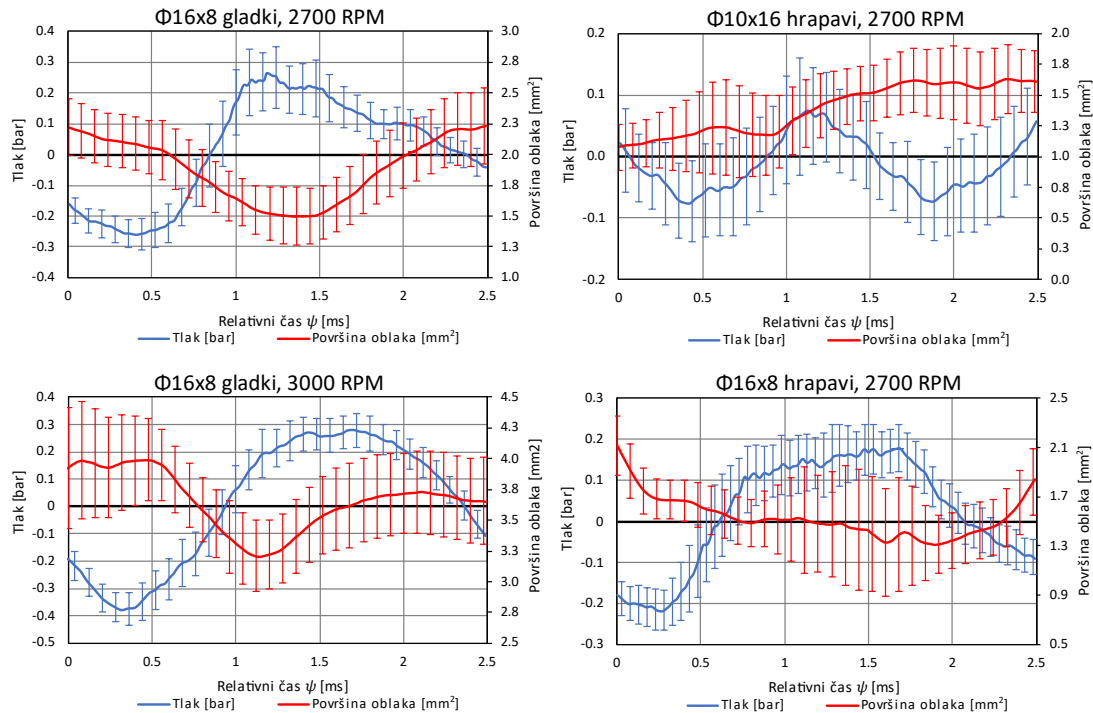 Φ16x8 gladki, 2700 RPM
Tlak [bar]
0.4
0.3
0.2
0.1
0
-0.1
-0.2
-0.3
-0.4
3.0
2.8
2.5
2.3
2.0
1.8
1.5
1.3
1.0
Površina oblaka [mm²]
0 0.5 1 1.5 2 2.5
Relativni čas ψ [ms]
Tlak [bar] Površina oblaka [mm²]
Φ10x16 hrapavi, 2700 RPM
Tlak [bar]
0.2
0.1
0.0
-0.1
-0.2
2.0
1.8
1.5
1.3
1.0
0.8
0.5
0.3
0.0
Površina oblaka [mm²]
0 0.5 1 1.5 2 2.5
Relativni čas ψ [ms]
Tlak [bar] Površina oblaka [mm²]
Φ16x8 gladki, 3000 RPM
Tlak [bar]
0.4
0.3
0.2
0.1
0
-0.1
-0.2
-0.3
-0.4
-0.5
4.5
4.3
4.0
3.8
3.5
3.3
3.0
2.8
2.5
Površina oblaka [mm2]
0 0.5 1 1.5 2 2.5
Relativni čas ψ [ms]
Tlak [bar] Površina oblaka [mm²]
Φ16x8 hrapavi, 2700 RPM
Tlak [bar]
0.3
0.2
0.1
0
-0.1
-0.2
-0.3
2.5
2.1
1.7
1.3
0.9
0.5
Površina oblaka [mm²]
0 0.5 1 1.5 2 2.5
Relativni čas ψ [ms]
Tlak [bar] Površina oblaka [mm²]